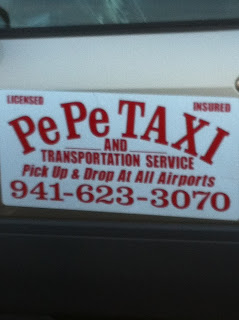 LICENSED INSURED
PePe TAXI
AND
TRANSPORTATION SERVICE
Pick Up & Drop At All Airports
941-623-3070